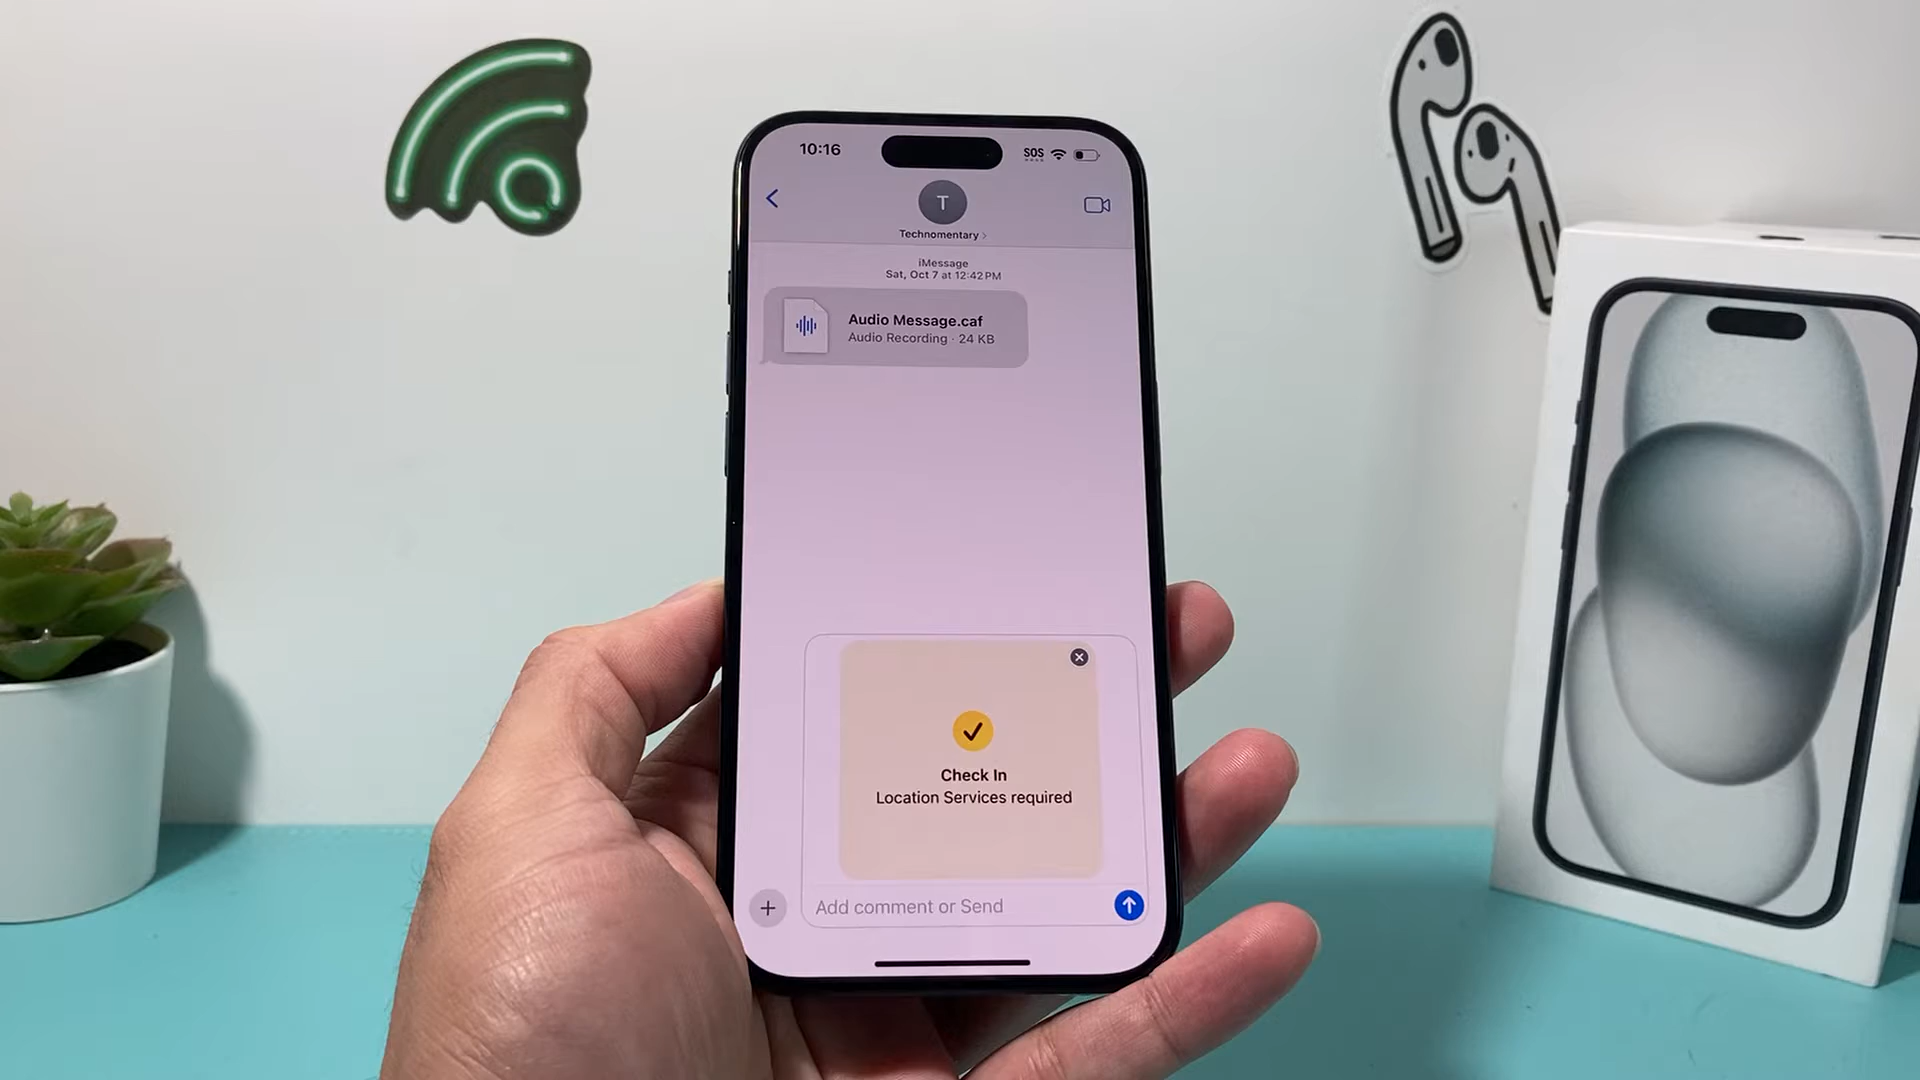 10:16
SOS
T
Technomentary
iMessage
Sat, Oct 7 at 12:42 PM
Audio Message.caf
Audio Recording · 24 KB
Check In
Location Services required
Add comment or Send